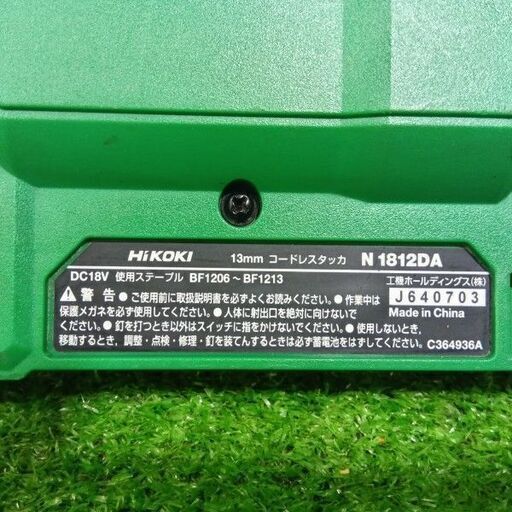 HiKOKI 13mm コードレスタッカ N 1812DA
DC18V 使用ステープル BF1206～BF1213 工機ホールディングス(株)
⚠警告 ●ご使用前に取扱説明書を必ずよくお読みください。●作業中は J640703
保護メガネを必ず使用してください。●人体に射出口を絶対に向けないで Made in China
ください。●釘を打つとき以外はスイッチに指をかけないでください。●使用しないとき、
移動するとき、調整・点検・修理・釘を装てんするときは必ず蓄電池をはずしてください。 C364936A